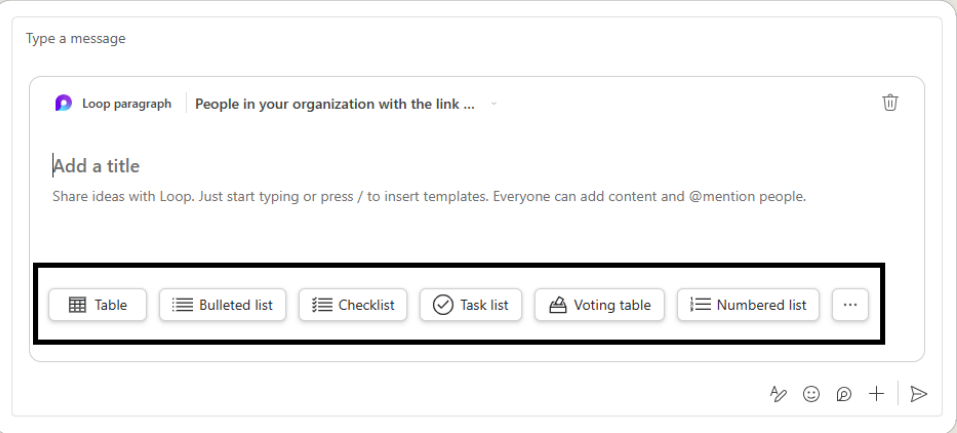 Type a message
Loop paragraph People in your organization with the link ...
Add a title
Share ideas with Loop. Just start typing or press / to insert templates. Everyone can add content and @mention people.
Table Bulleted list Checklist Task list Voting table Numbered list ...